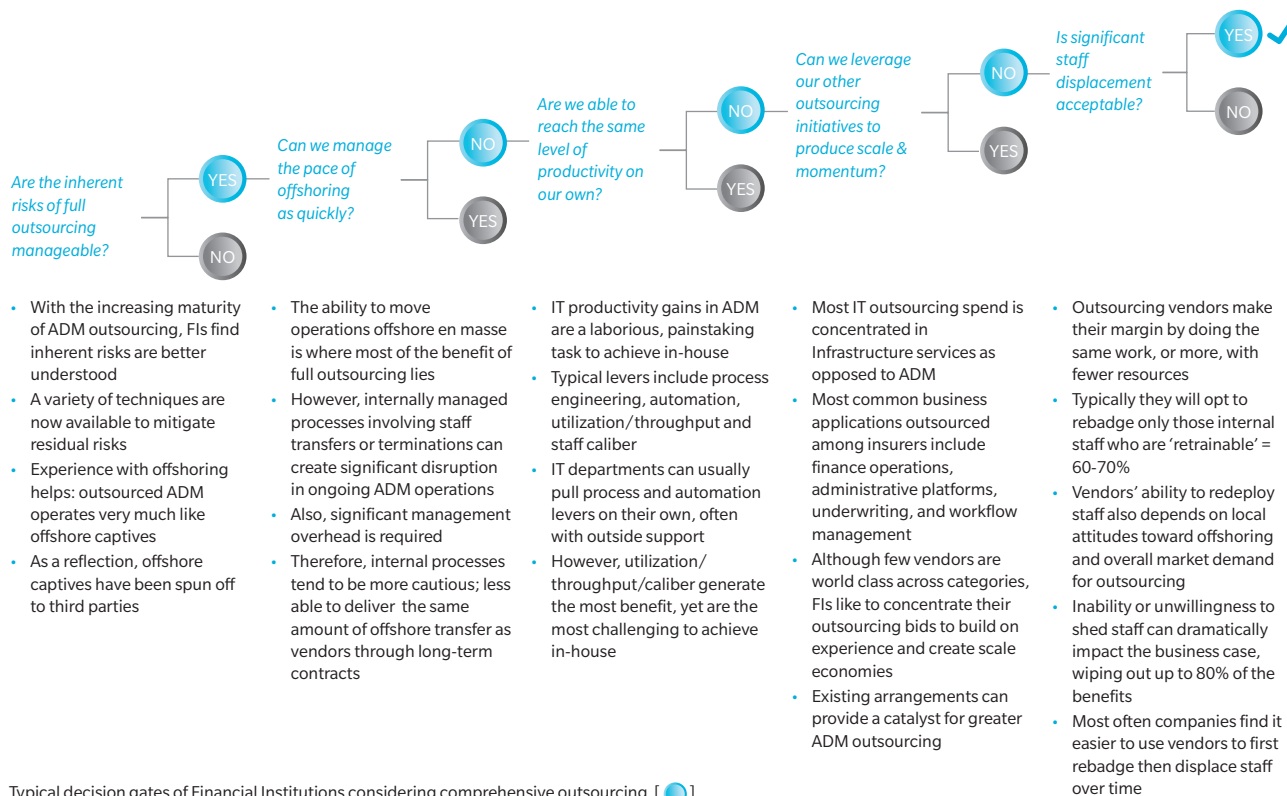 Are the inherent
risks of full
outsourcing
manageable?
YES
NO
Can we manage
the pace of
offshoring
as quickly?
NO
YES
Are we able to
reach the same
level of
productivity on
our own?
NO
YES
Can we leverage
our other
outsourcing
initiatives to
produce scale &
momentum?
NO
YES
Is significant
staff
displacement
acceptable?
YES
NO
• With the increasing maturity
of ADM outsourcing, FIs find
inherent risks are better
understood
• A variety of techniques are
now available to mitigate
residual risks
• Experience with offshoring
helps: outsourced ADM
operates very much like
offshore captives
• As a reflection, offshore
captives have been spun off
to third parties
• The ability to move
operations offshore en masse
is where most of the benefit of
full outsourcing lies
• However, internally managed
processes involving staff
transfers or terminations can
create significant disruption
in ongoing ADM operations
• Also, significant management
overhead is required
• Therefore, internal processes
tend to be more cautious; less
able to deliver the same
amount of offshore transfer as
vendors through long-term
contracts
• IT productivity gains in ADM
are a laborious, painstaking
task to achieve in-house
• Typical levers include process
engineering, automation,
utilization/throughput and
staff caliber
• IT departments can usually
pull process and automation
levers on their own, often
with outside support
• However, utilization/
throughput/caliber generate
the most benefit, yet are the
most challenging to achieve
in-house
• Most IT outsourcing spend is
concentrated in
Infrastructure services as
opposed to ADM
• Most common business
applications outsourced
among insurers include
finance operations,
administrative platforms,
underwriting, and workflow
management
• Although few vendors are
world class across categories,
FIs like to concentrate their
outsourcing bids to build on
experience and create scale
economies
• Existing arrangements can
provide a catalyst for greater
ADM outsourcing
• Outsourcing vendors make
their margin by doing the
same work, or more, with
fewer resources
• Typically they will opt to
rebadge only those internal
staff who are ‘retrainable’ =
60-70%
• Vendors’ ability to redeploy
staff also depends on local
attitudes toward offshoring
and overall market demand
for outsourcing
• Inability or unwillingness to
shed staff can dramatically
impact the business case,
wiping out up to 80% of the
benefits
• Most often companies find it
easier to use vendors to first
rebadge then displace staff
over time
Typical decision gates of Financial Institutions considering comprehensive outsourcing [ ]